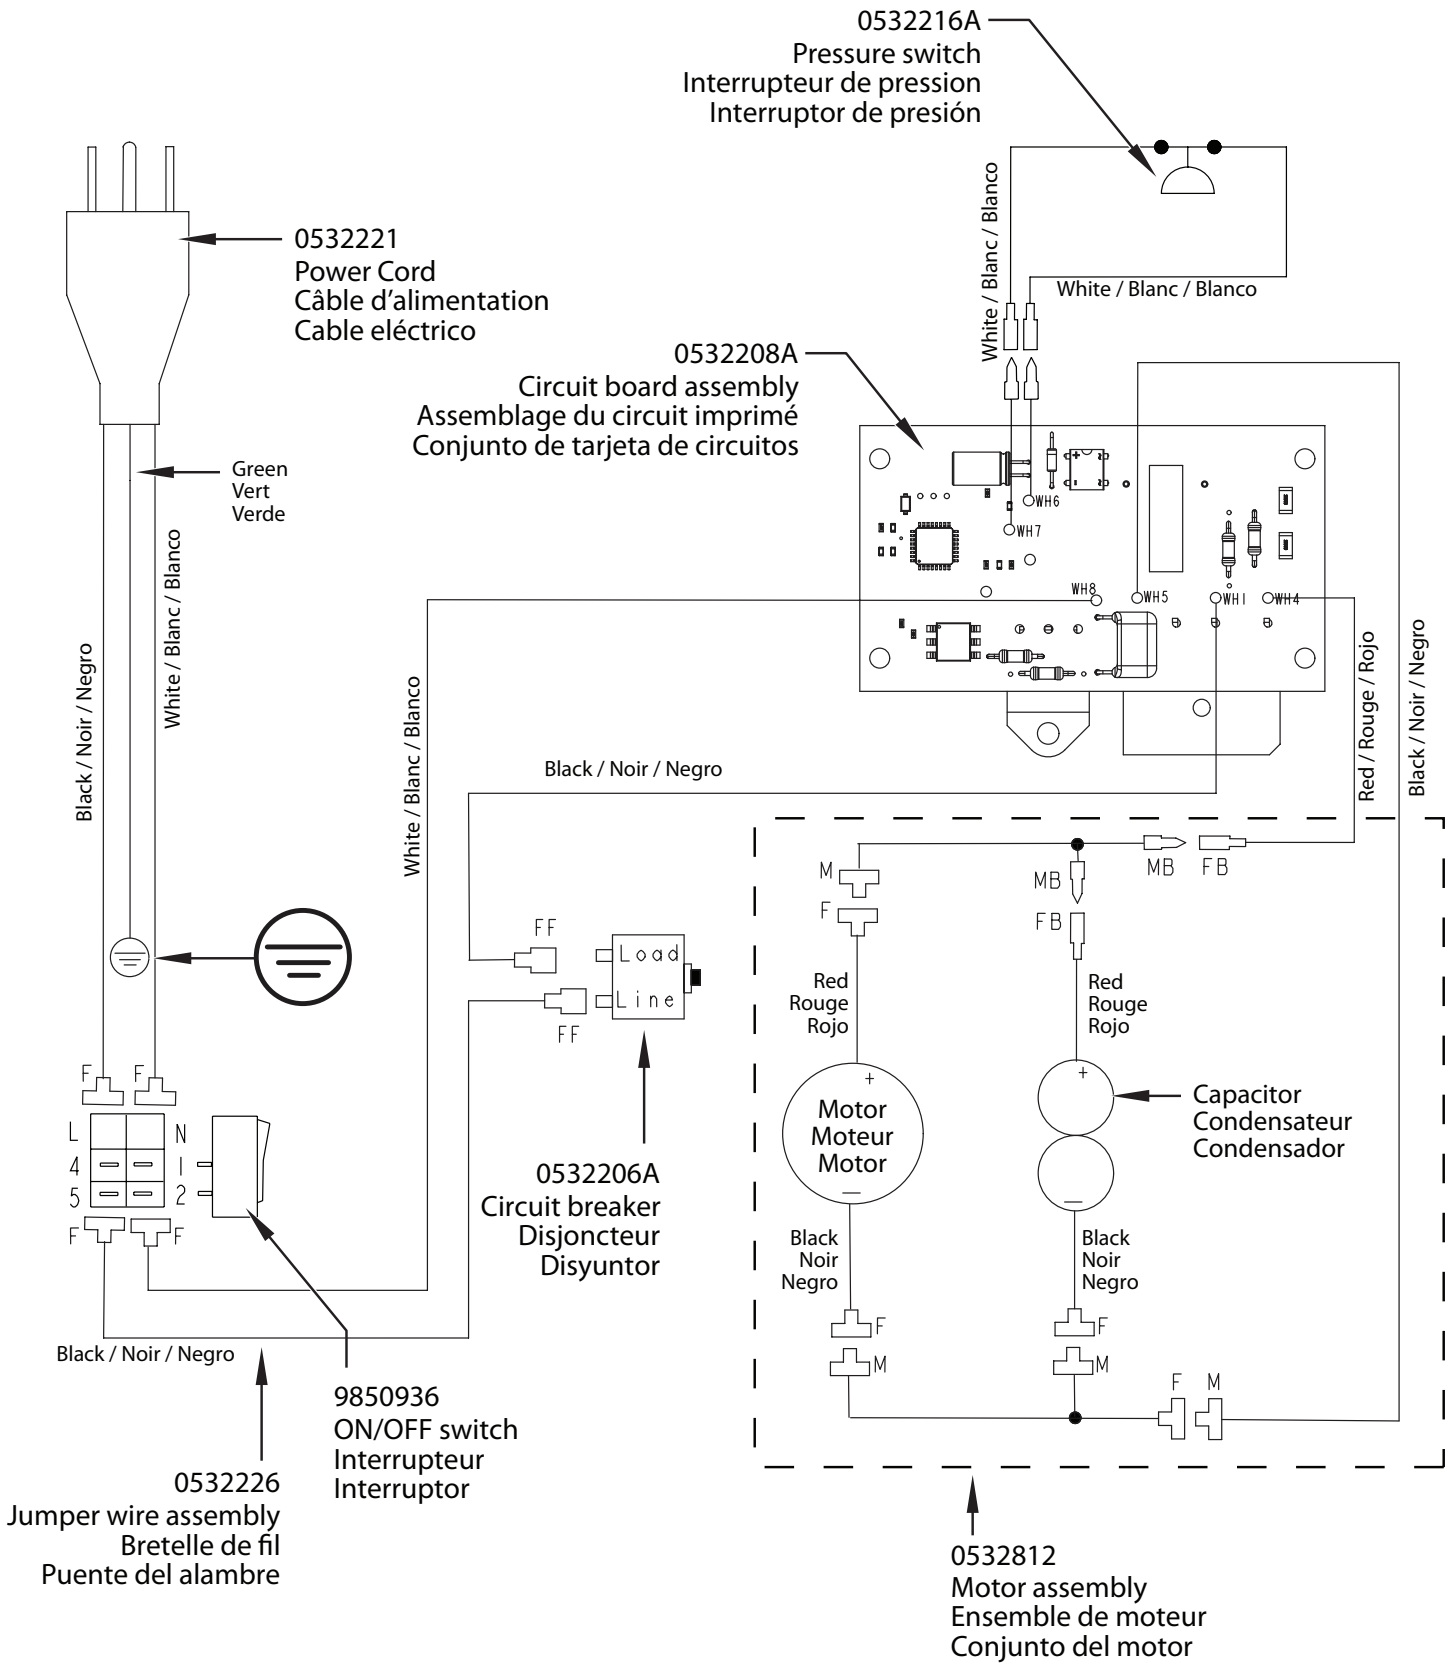 0532216A
Pressure switch
Interrupteur de pression
Interruptor de presión
White / Blanc / Blanco
White / Blanc / Blanco
0532221
Power Cord
Câble d'alimentation
Cable eléctrico
0532208A
Circuit board assembly
Assemblage du circuit imprimé
Conjunto de tarjeta de circuitos
Green
Vert
Verde
WH6
WH7
WH8
WH5
WH1
WH4
Black / Noir / Negro
White / Blanc / Blanco
White / Blanc / Blanco
Red / Rouge / Rojo
Black / Noir / Negro
Black / Noir / Negro
M
F
MB
FB
MB
FB
FF
Load
Line
FF
Red
Rouge
Rojo
Red
Rouge
Rojo
+
Motor
Moteur
Motor
+
Capacitor
Condensateur
Condensador
F
F
L
N
4
1
5
2
F
F
0532206A
Circuit breaker
Disjoncteur
Disyuntor
Black
Noir
Negro
Black
Noir
Negro
F
M
F
M
F
M
Black / Noir / Negro
9850936
ON/OFF switch
Interrupteur
Interruptor
0532226
Jumper wire assembly
Bretelle de fil
Puente del alambre
0532812
Motor assembly
Ensemble de moteur
Conjunto del motor